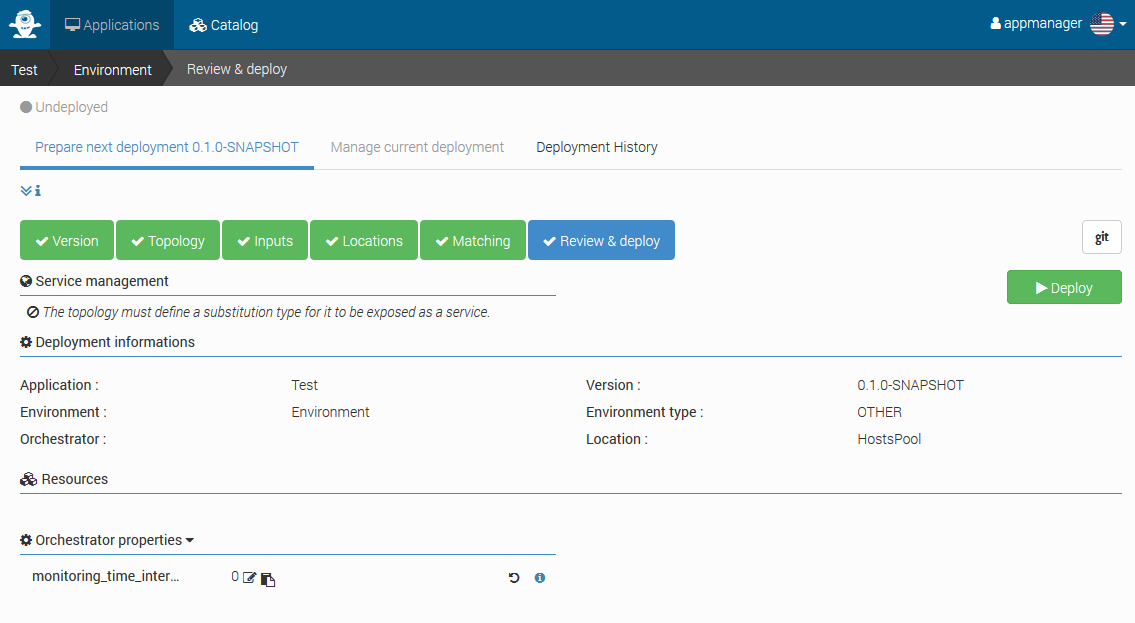 Applications Catalog appmanager
Test Environment Review & deploy
Undeployed
Prepare next deployment 0.1.0-SNAPSHOT Manage current deployment Deployment History
Version Topology Inputs Locations Matching Review & deploy git
Service management Deploy
The topology must define a substitution type for it to be exposed as a service.
Deployment informations
Application : Test Version : 0.1.0-SNAPSHOT
Environment : Environment Environment type : OTHER
Orchestrator : Location : HostsPool
Resources
Orchestrator properties
monitoring_time_inter... 0